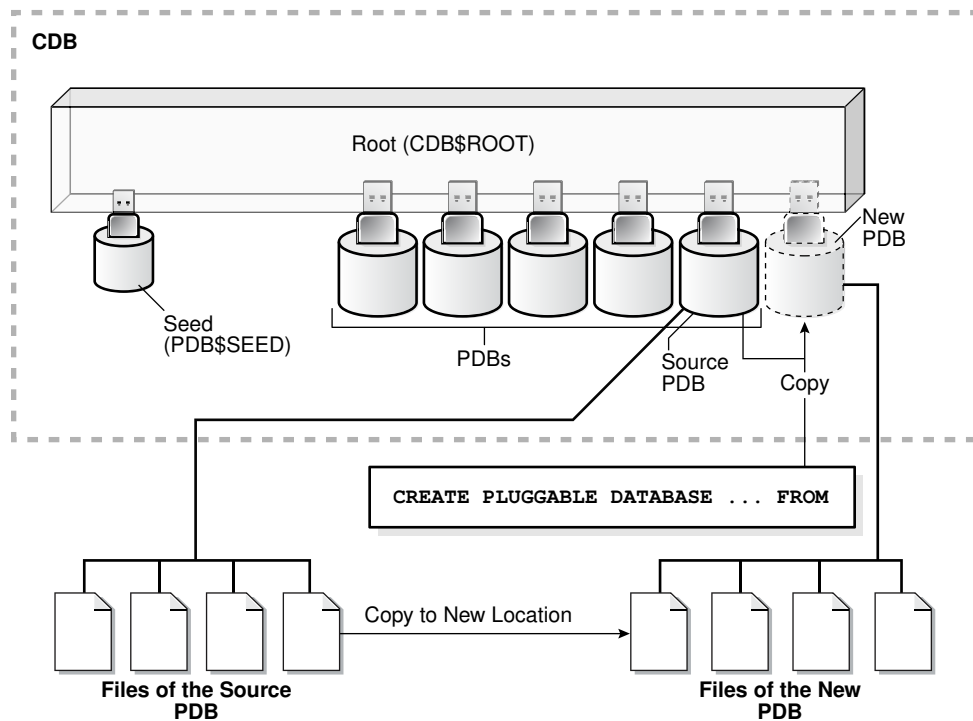 CDB
Root (CDB$ROOT)
New
PDB
Seed
(PDB$SEED)
PDBs
Source
PDB
Copy
CREATE PLUGGABLE DATABASE ... FROM
Copy to New Location
Files of the Source
PDB
Files of the New
PDB